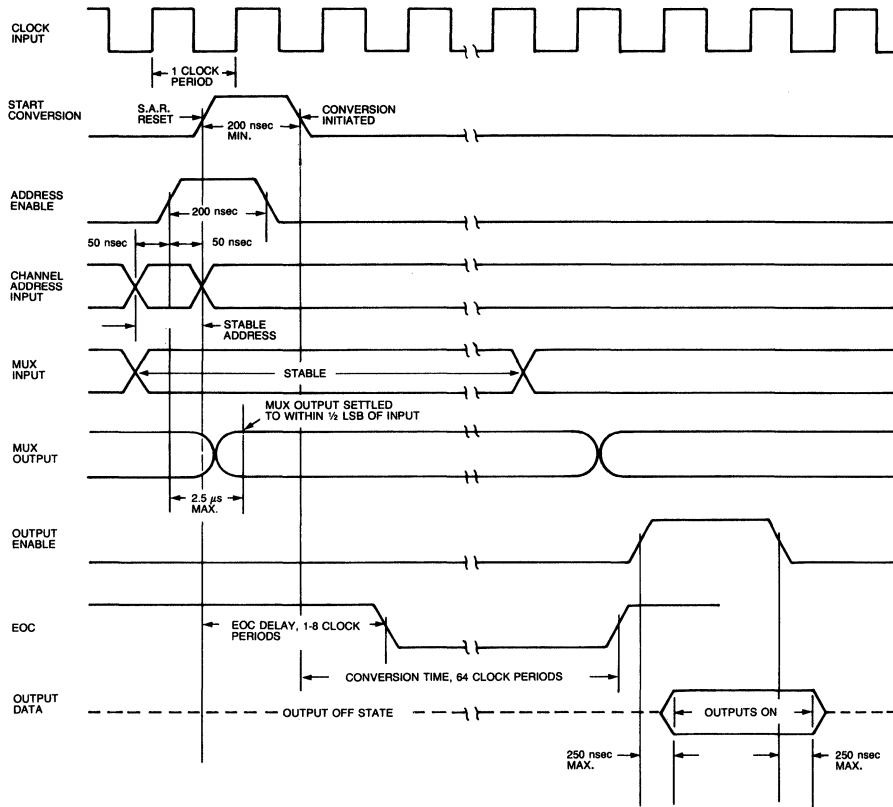 CLOCK
INPUT
1 CLOCK
PERIOD
START
CONVERSION
S.A.R.
RESET
200 nsec
MIN.
CONVERSION
INITIATED
ADDRESS
ENABLE
200 nsec
50 nsec
50 nsec
CHANNEL
ADDRESS
INPUT
STABLE
ADDRESS
MUX
INPUT
STABLE
MUX OUTPUT SETTLED
TO WITHIN ½ LSB OF INPUT
MUX
OUTPUT
2.5 µs
MAX.
OUTPUT
ENABLE
EOC
EOC DELAY, 1-8 CLOCK
PERIODS
CONVERSION TIME, 64 CLOCK PERIODS
OUTPUT
DATA
OUTPUT OFF STATE
OUTPUTS ON
250 nsec
MAX.
250 nsec
MAX.